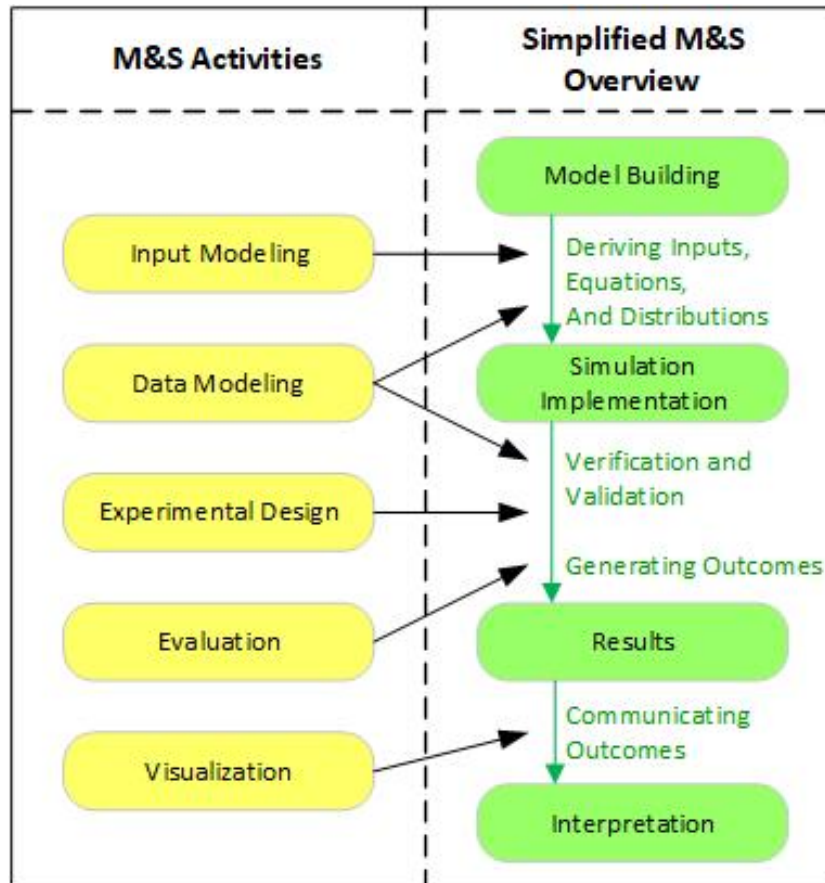 M&S Activities
Simplified M&S
Overview
Model Building
Input Modeling
Deriving Inputs,
Equations,
And Distributions
Data Modeling
Simulation
Implementation
Verification and
Validation
Experimental Design
Generating Outcomes
Evaluation
Results
Communicating
Outcomes
Visualization
Interpretation